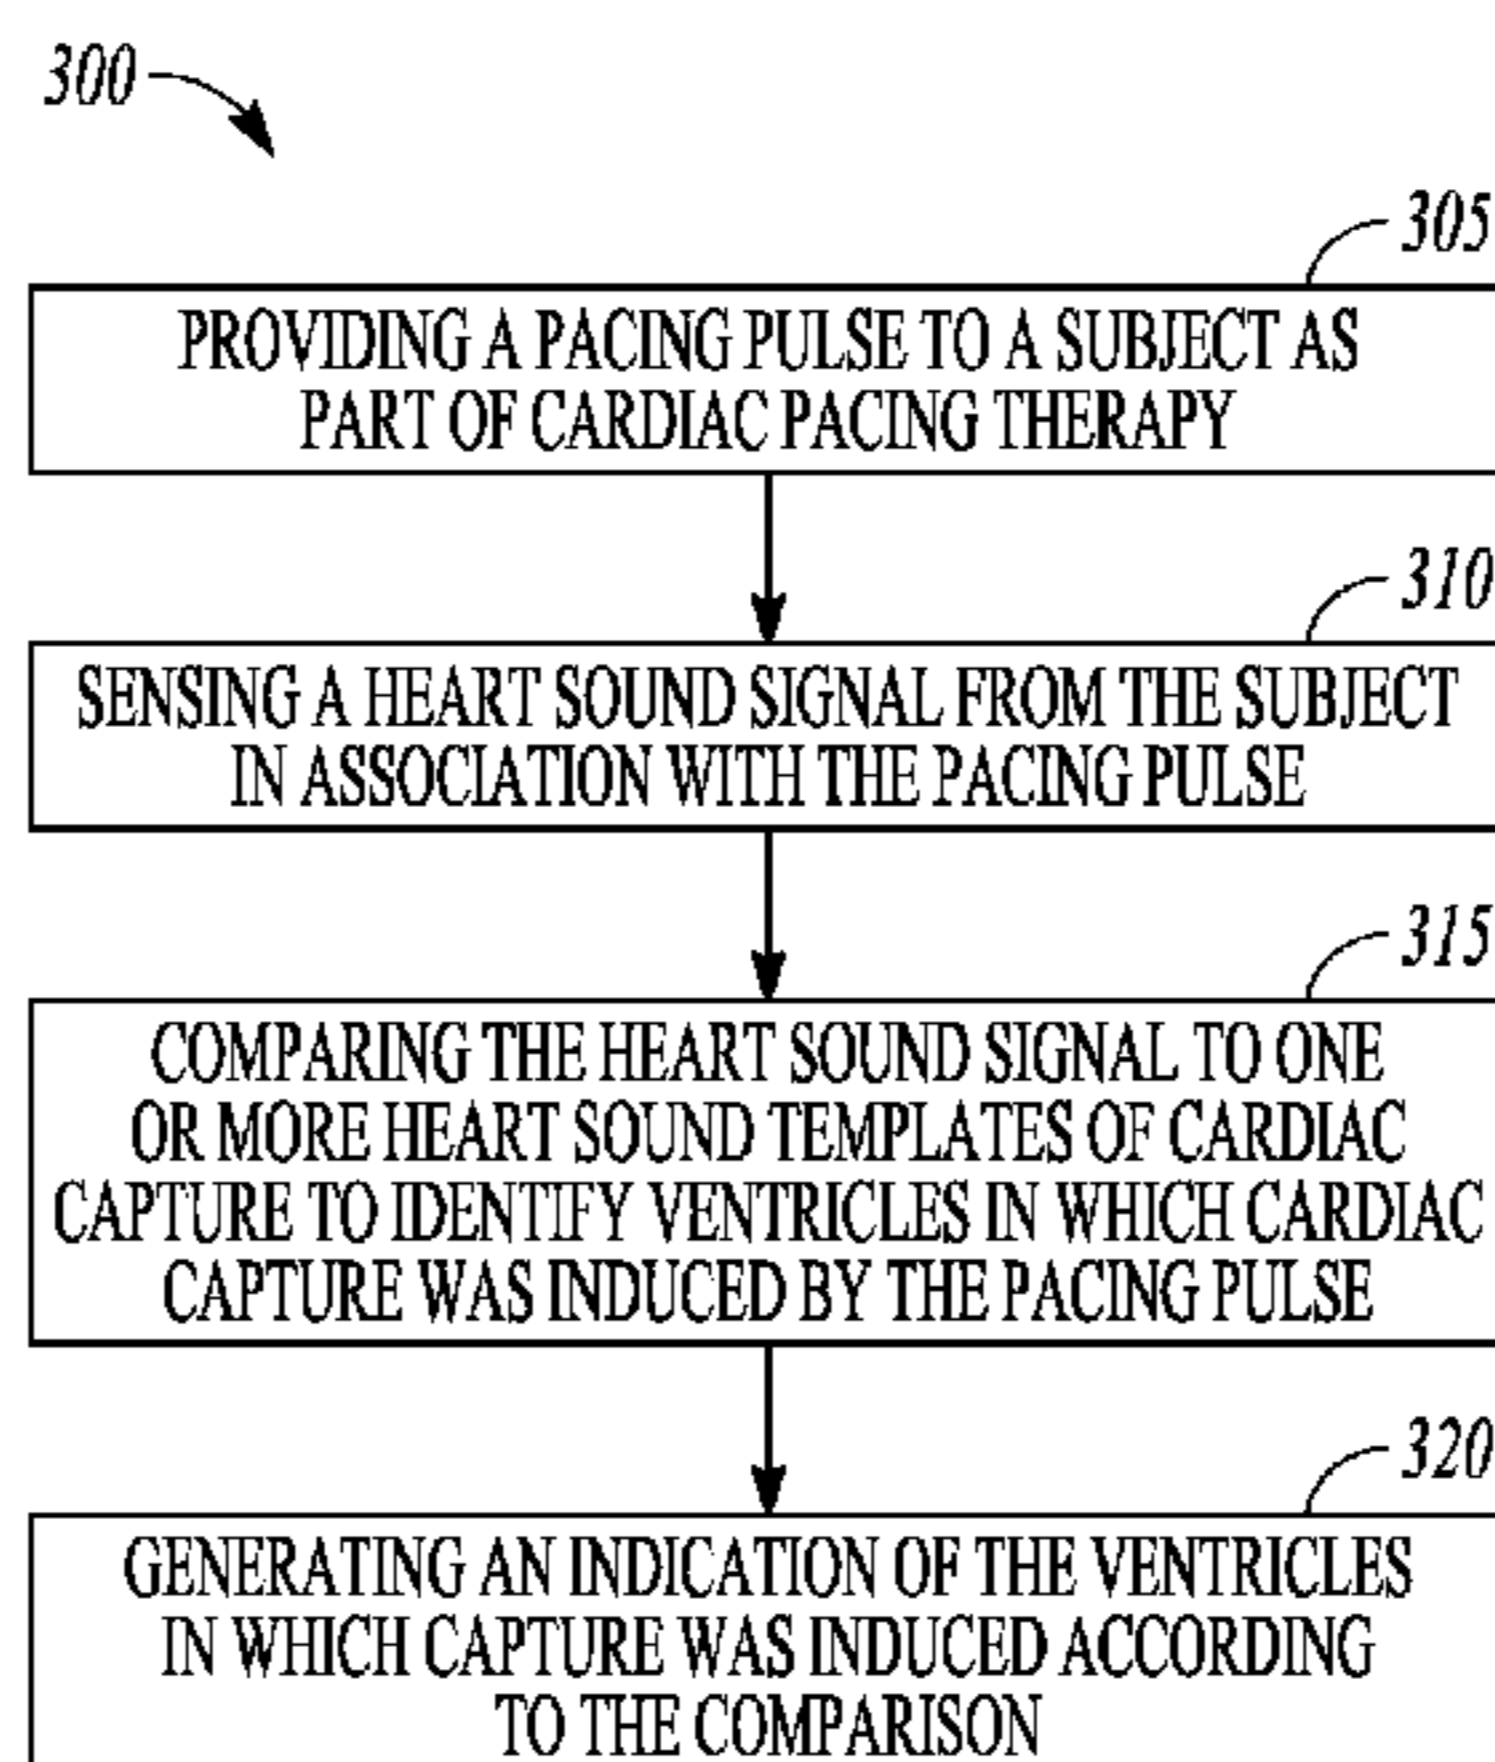 300
305
PROVIDING A PACING PULSE TO A SUBJECT AS
PART OF CARDIAC PACING THERAPY
310
SENSING A HEART SOUND SIGNAL FROM THE SUBJECT
IN ASSOCIATION WITH THE PACING PULSE
315
COMPARING THE HEART SOUND SIGNAL TO ONE
OR MORE HEART SOUND TEMPLATES OF CARDIAC
CAPTURE TO IDENTIFY VENTRICLES IN WHICH CARDIAC
CAPTURE WAS INDUCED BY THE PACING PULSE
320
GENERATING AN INDICATION OF THE VENTRICLES
IN WHICH CAPTURE WAS INDUCED ACCORDING
TO THE COMPARISON